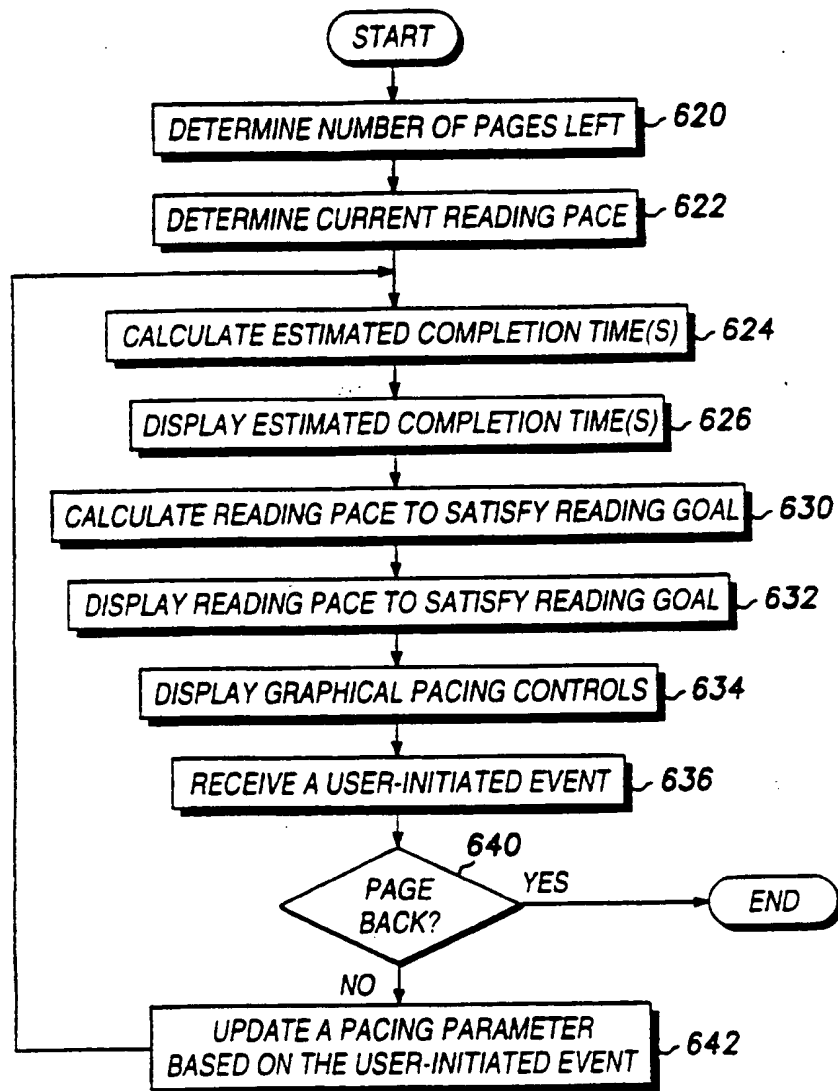 START
DETERMINE NUMBER OF PAGES LEFT 620
DETERMINE CURRENT READING PACE 622
CALCULATE ESTIMATED COMPLETION TIME(S) 624
DISPLAY ESTIMATED COMPLETION TIME(S) 626
CALCULATE READING PACE TO SATISFY READING GOAL 630
DISPLAY READING PACE TO SATISFY READING GOAL 632
DISPLAY GRAPHICAL PACING CONTROLS 634
RECEIVE A USER-INITIATED EVENT 636
640
PAGE
BACK?
YES
END
NO
UPDATE A PACING PARAMETER
BASED ON THE USER-INITIATED EVENT 642